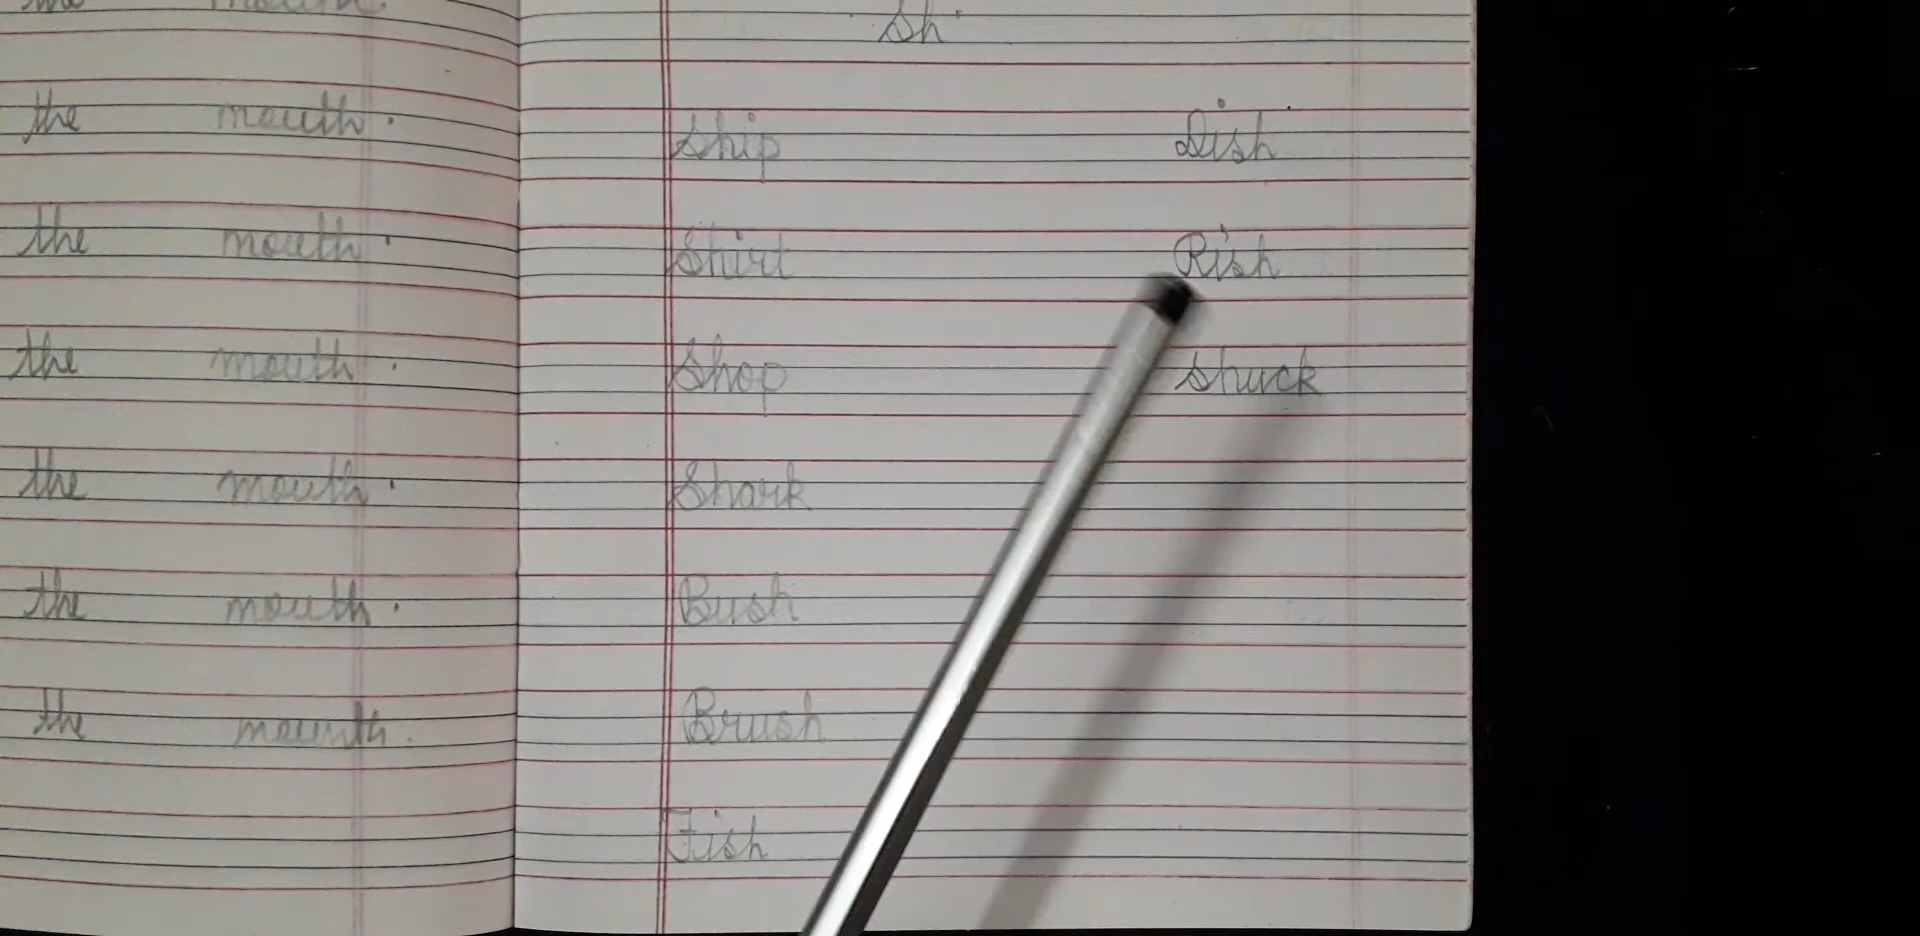 the mouth.
the mouth.
the mouth.
the mouth.
the mouth.
the mounth.
Sh
Ship Dish
Shirt Rish
Shop Shuck
Shark
Bush
Brush
Fish